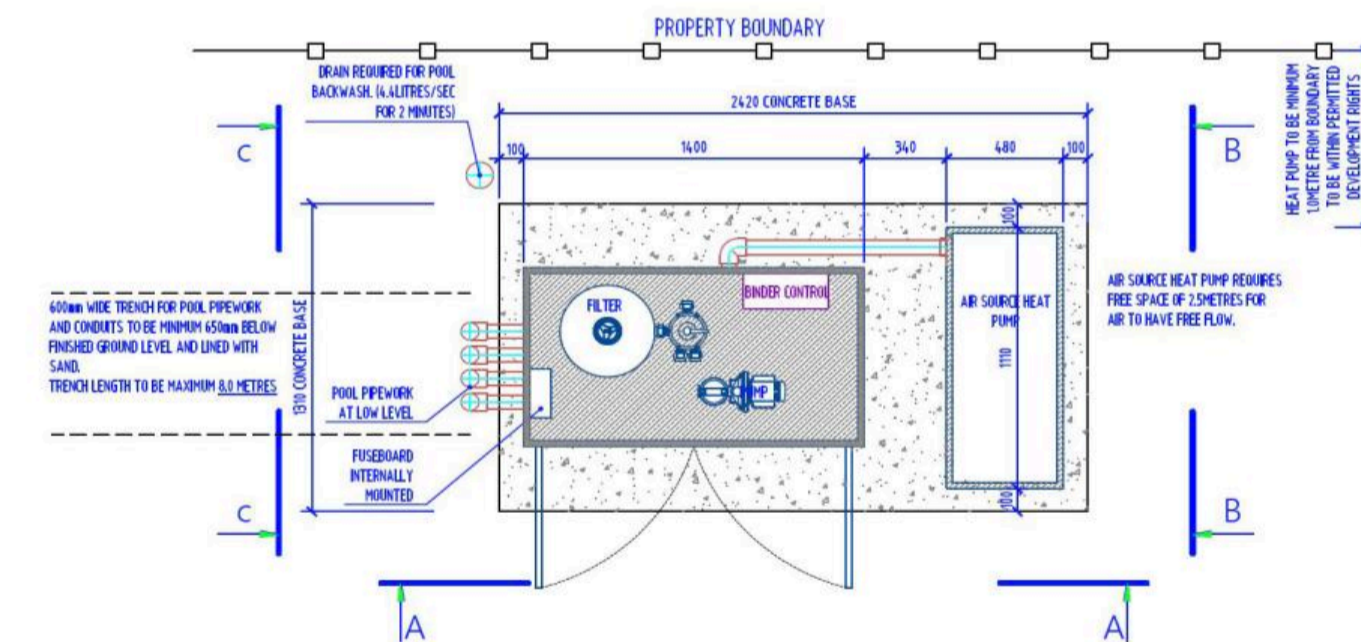 PROPERTY BOUNDARY
DRAIN REQUIRED FOR POOL
BACKWASH. (4.4LITRES/SEC
FOR 2 MINUTES)
2420 CONCRETE BASE
HEAT PUMP TO BE MINIMUM
1.0METRE FROM BOUNDARY
TO BE WITHIN PERMITTED
DEVELOPMENT RIGHTS
C
B
100
1400
340
480
100
100
1310 CONCRETE BASE
600mm WIDE TRENCH FOR POOL PIPEWORK
AND CONDUITS TO BE MINIMUM 650mm BELOW
FINISHED GROUND LEVEL AND LINED WITH
SAND.
TRENCH LENGTH TO BE MAXIMUM 8.0 METRES
FILTER
BINDER CONTROL
AIR SOURCE HEAT
PUMP
1110
AIR SOURCE HEAT PUMP REQUIRES
FREE SPACE OF 2.5METRES FOR
AIR TO HAVE FREE FLOW.
POOL PIPEWORK
AT LOW LEVEL
PUMP
FUSEBOARD
INTERNALLY
MOUNTED
100
C
B
A
A